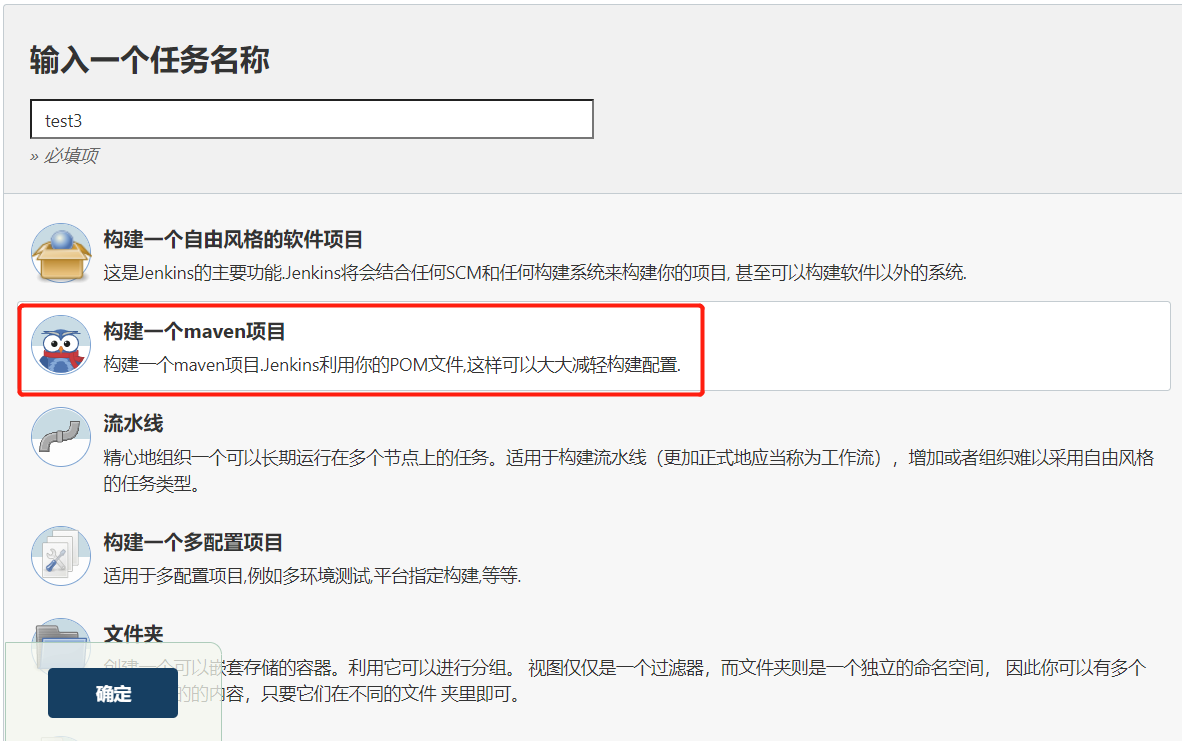 输入一个任务名称
test3
» 必填项
构建一个自由风格的软件项目
这是Jenkins的主要功能.Jenkins将会结合任何SCM和任何构建系统来构建你的项目, 甚至可以构建软件以外的系统.
构建一个maven项目
构建一个maven项目.Jenkins利用你的POM文件,这样可以大大减轻构建配置.
流水线
精心地组织一个可以长期运行在多个节点上的任务。适用于构建流水线（更加正式地应当称为工作流），增加或者组织难以采用自由风格
的任务类型。
构建一个多配置项目
适用于多配置项目,例如多环境测试,平台指定构建,等等.
文件夹
创建一个可以嵌套存储的容器。利用它可以进行分组。 视图仅仅是一个过滤器，而文件夹则是一个独立的命名空间， 因此你可以有多个
的的内容，只要它们在不同的文件 夹里即可。
确定